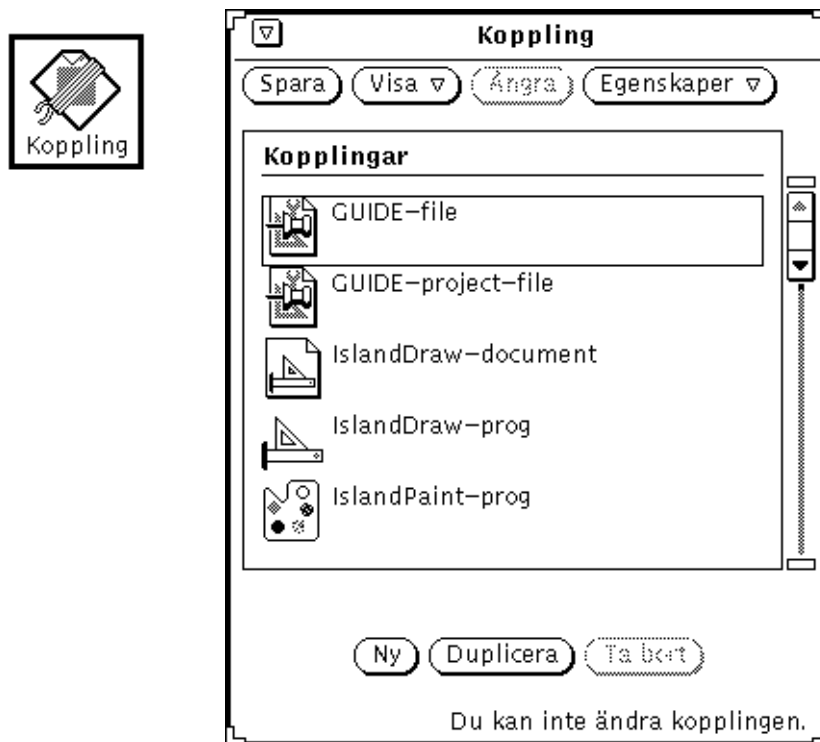 Koppling
Koppling
Spara Visa Ångra Egenskaper
Kopplingar
GUIDE-file
GUIDE-project-file
IslandDraw-document
IslandDraw-prog
IslandPaint-prog
Ny Duplicera Ta bort
Du kan inte ändra kopplingen.